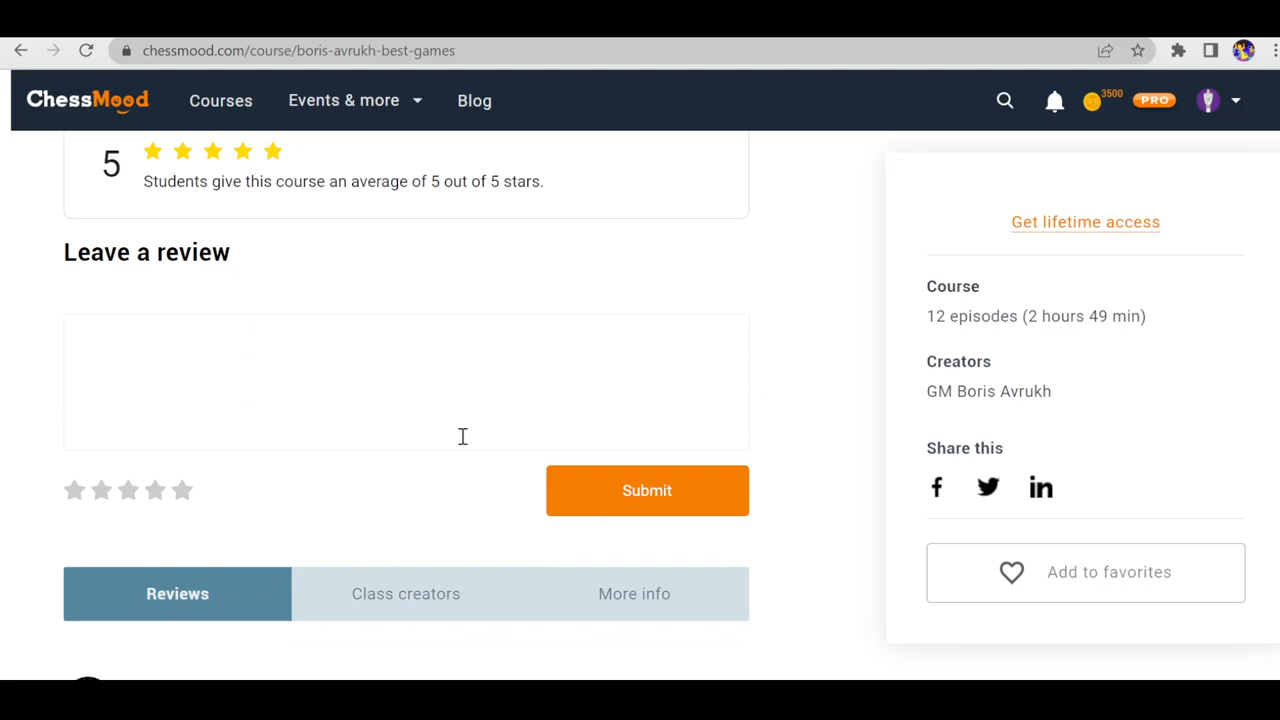 chessmood.com/course/boris-avrukh-best-games
ChessMood
Courses
Events & more
Blog
3500
PRO
5
Students give this course an average of 5 out of 5 stars.
Leave a review
Submit
Reviews
Class creators
More info
Get lifetime access
Course
12 episodes (2 hours 49 min)
Creators
GM Boris Avrukh
Share this
Add to favorites